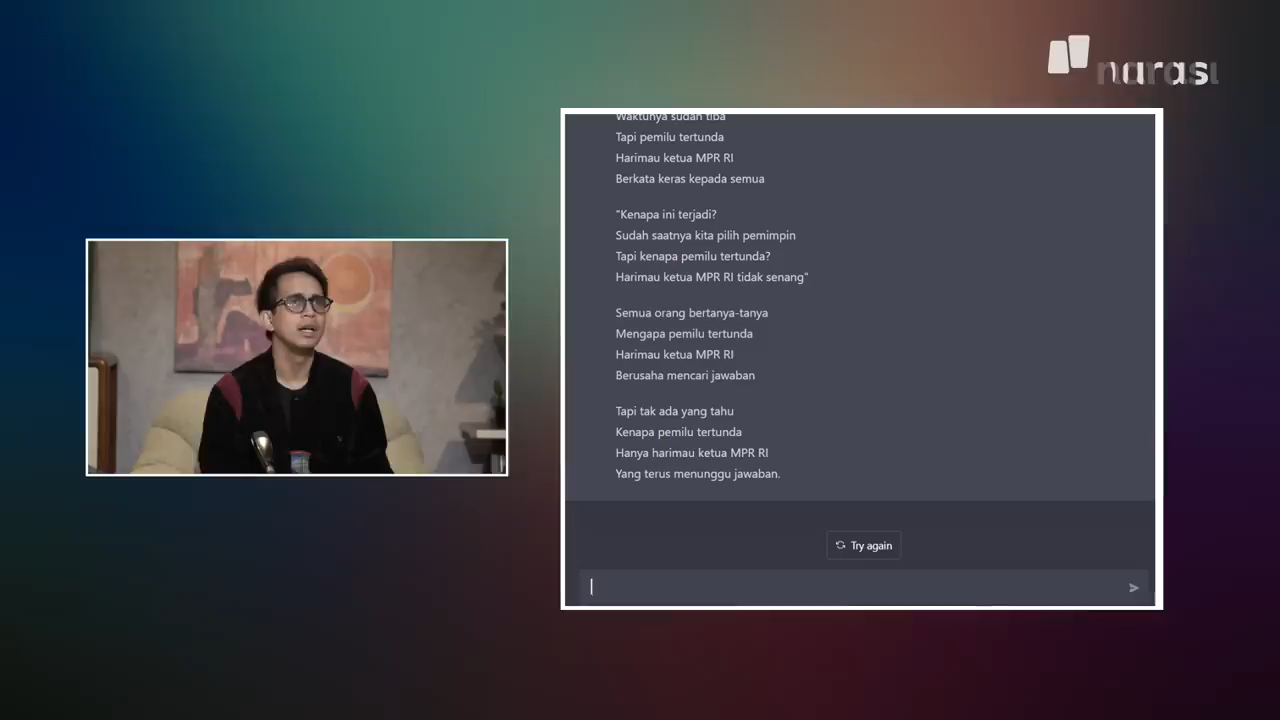 narasi
Waktunya sudah tiba
Tapi pemilu tertunda
Harimau ketua MPR RI
Berkata keras kepada semua
"Kenapa ini terjadi?
Sudah saatnya kita pilih pemimpin
Tapi kenapa pemilu tertunda?
Harimau ketua MPR RI tidak senang"
Semua orang bertanya-tanya
Mengapa pemilu tertunda
Harimau ketua MPR RI
Berusaha mencari jawaban
Tapi tak ada yang tahu
Kenapa pemilu tertunda
Hanya harimau ketua MPR RI
Yang terus menunggu jawaban.
Try again